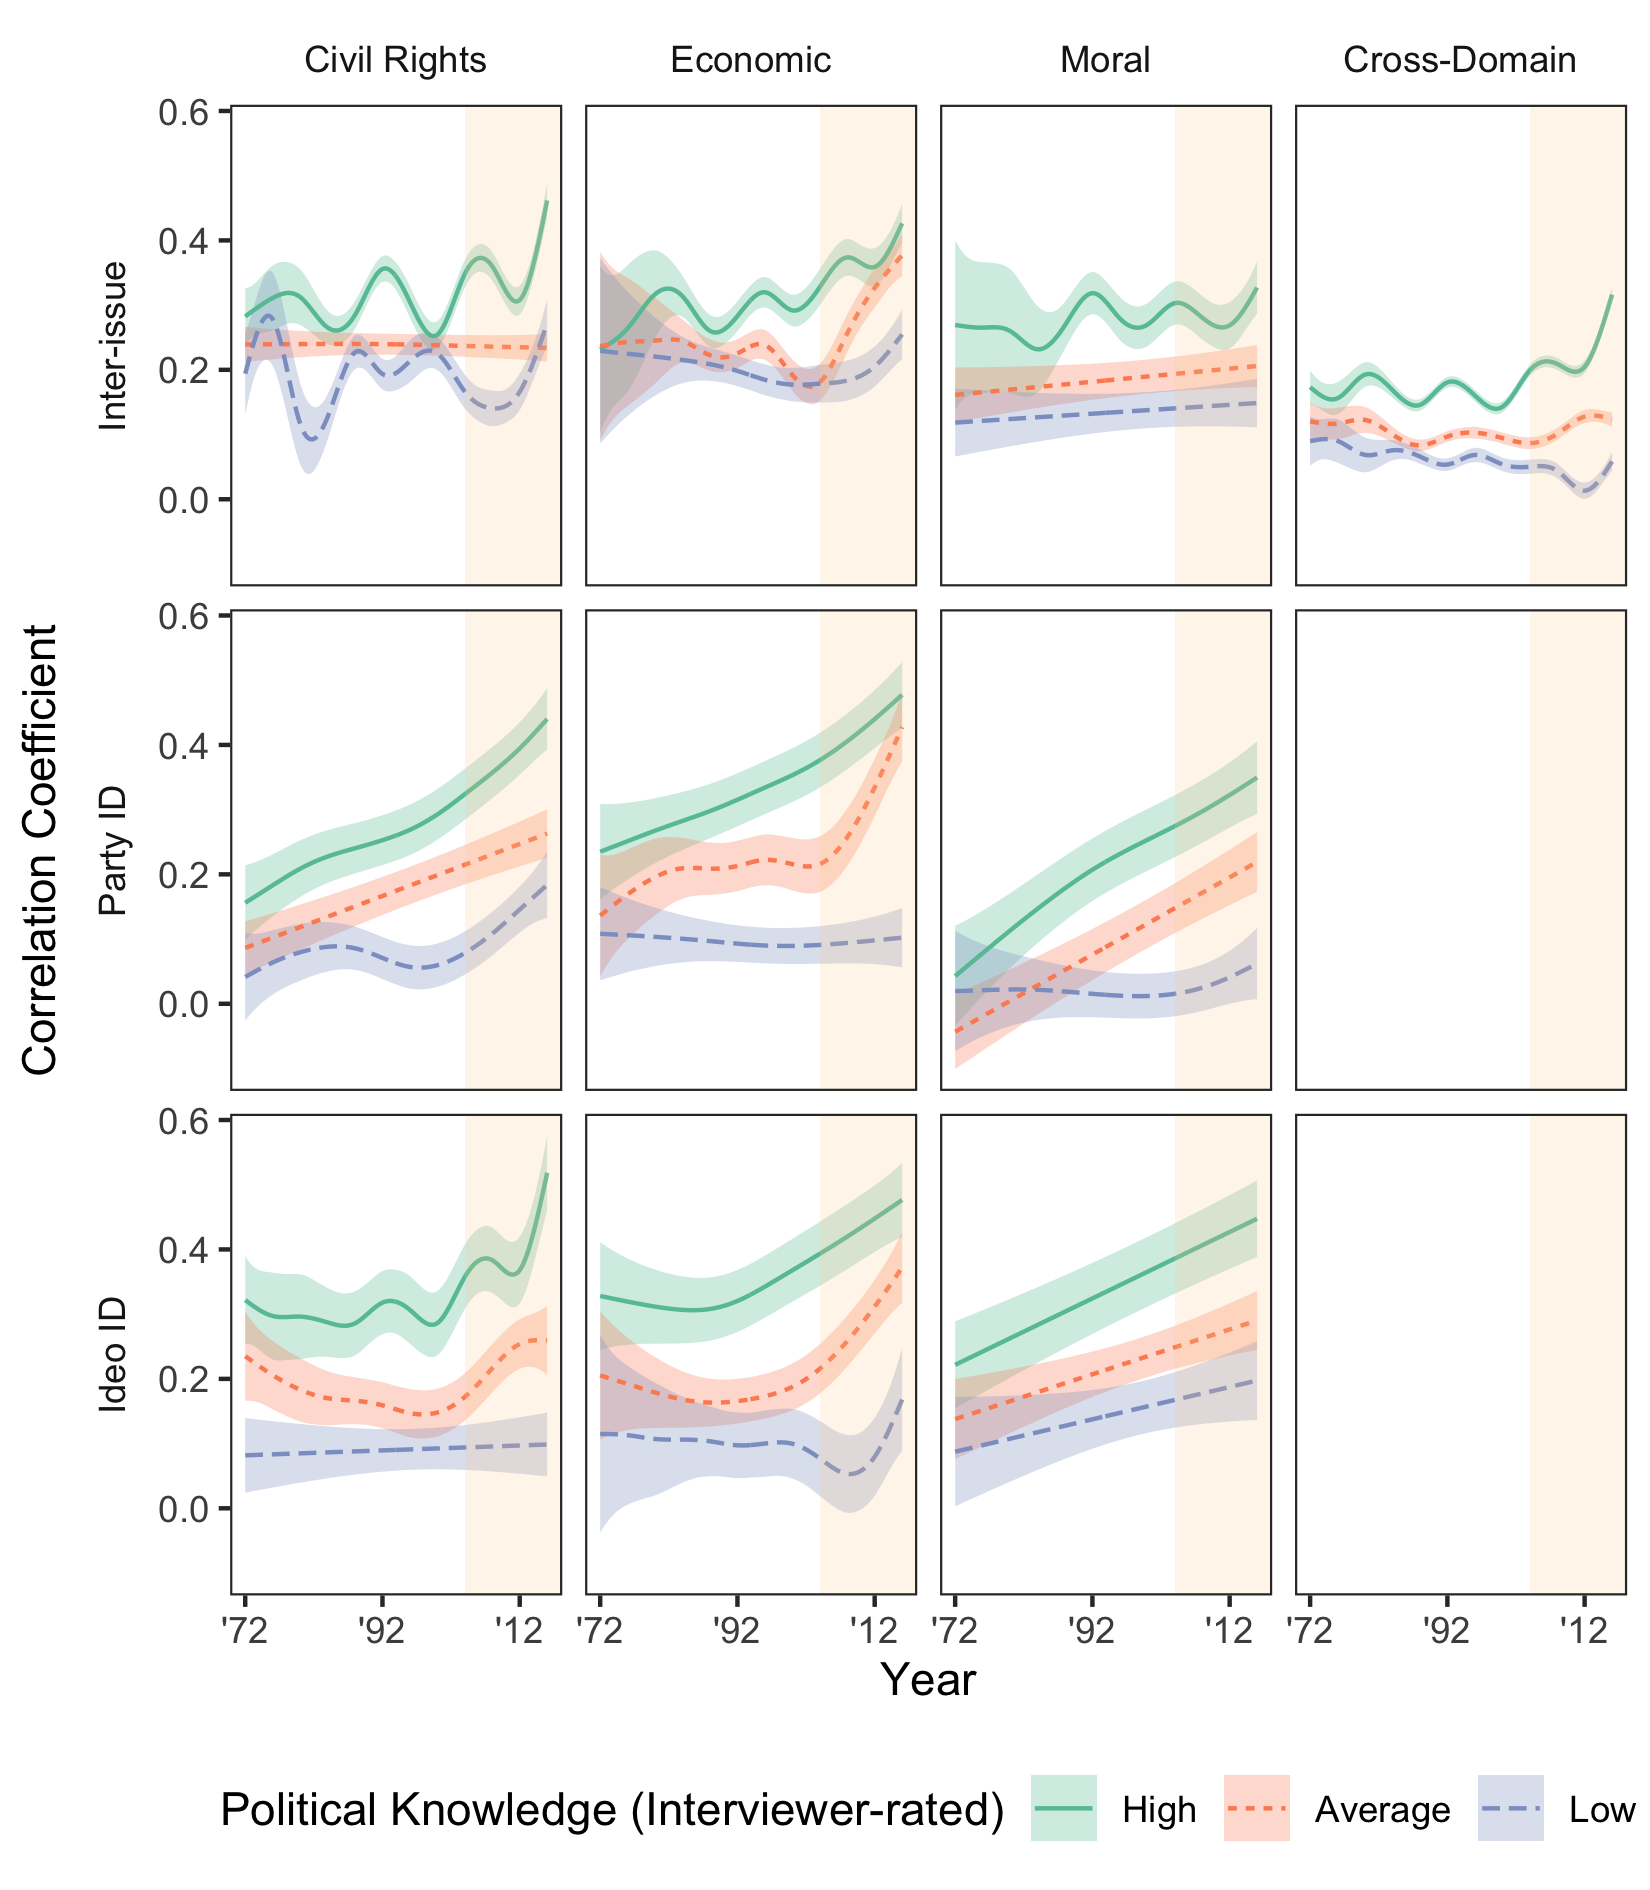 Civil Rights Economic Moral Cross-Domain
Correlation Coefficient
Inter-issue
0.6
0.4
0.2
0.0
Party ID
0.6
0.4
0.2
0.0
Ideo ID
0.6
0.4
0.2
0.0
'72 '92 '12 '72 '92 '12 '72 '92 '12 '72 '92 '12
Year
Political Knowledge (Interviewer-rated) High Average Low